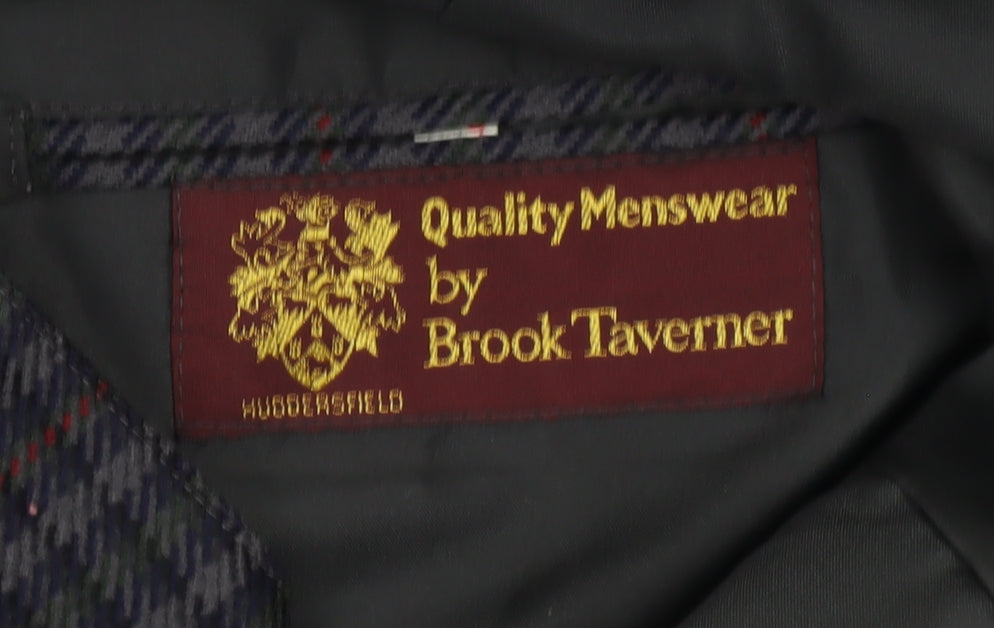 Quality Menswear
by
Brook Taverner
HUDDERSFIELD